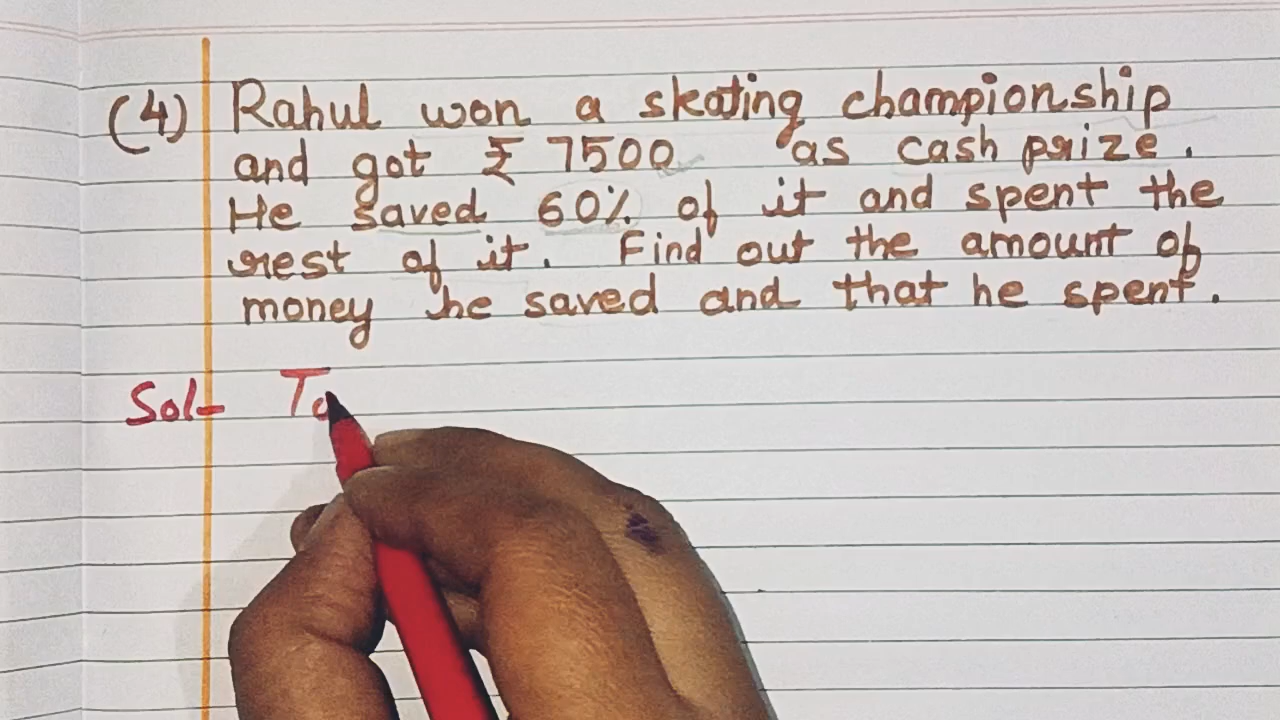 (4) Rahul won a skating championship
and got ₹ 7500 as cash prize.
He saved 60% of it and spent the
rest of it. Find out the amount of
money he saved and that he spent.
Sol- To